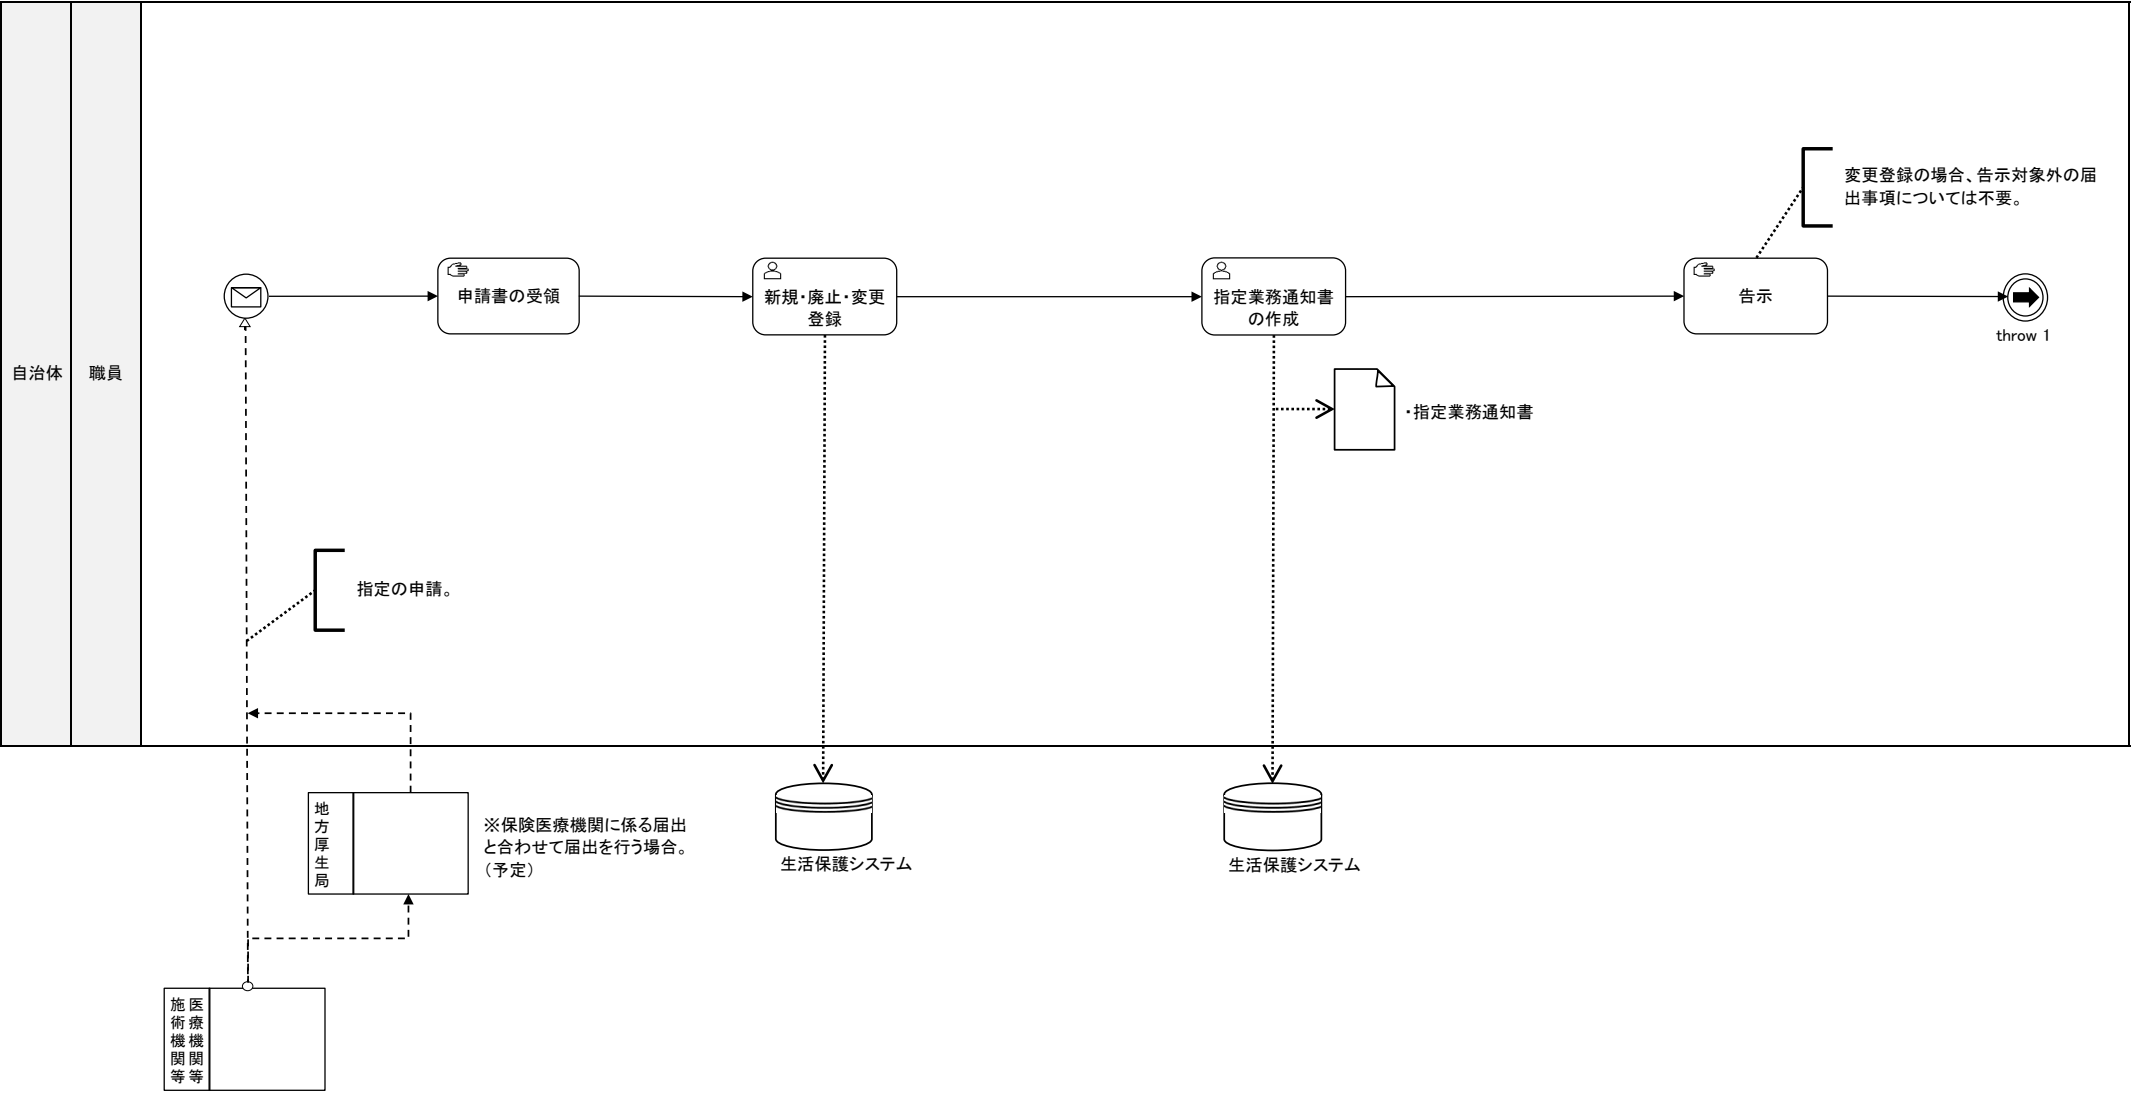 自治体
職員
変更登録の場合、告示対象外の届
出事項については不要。
申請書の受領
新規・廃止・変更
登録
指定業務通知書
の作成
告示
throw 1
・指定業務通知書
指定の申請。
地方厚生局
※保険医療機関に係る届出
と合わせて届出を行う場合。
（予定）
生活保護システム
生活保護システム
医療機関等
施術機関等